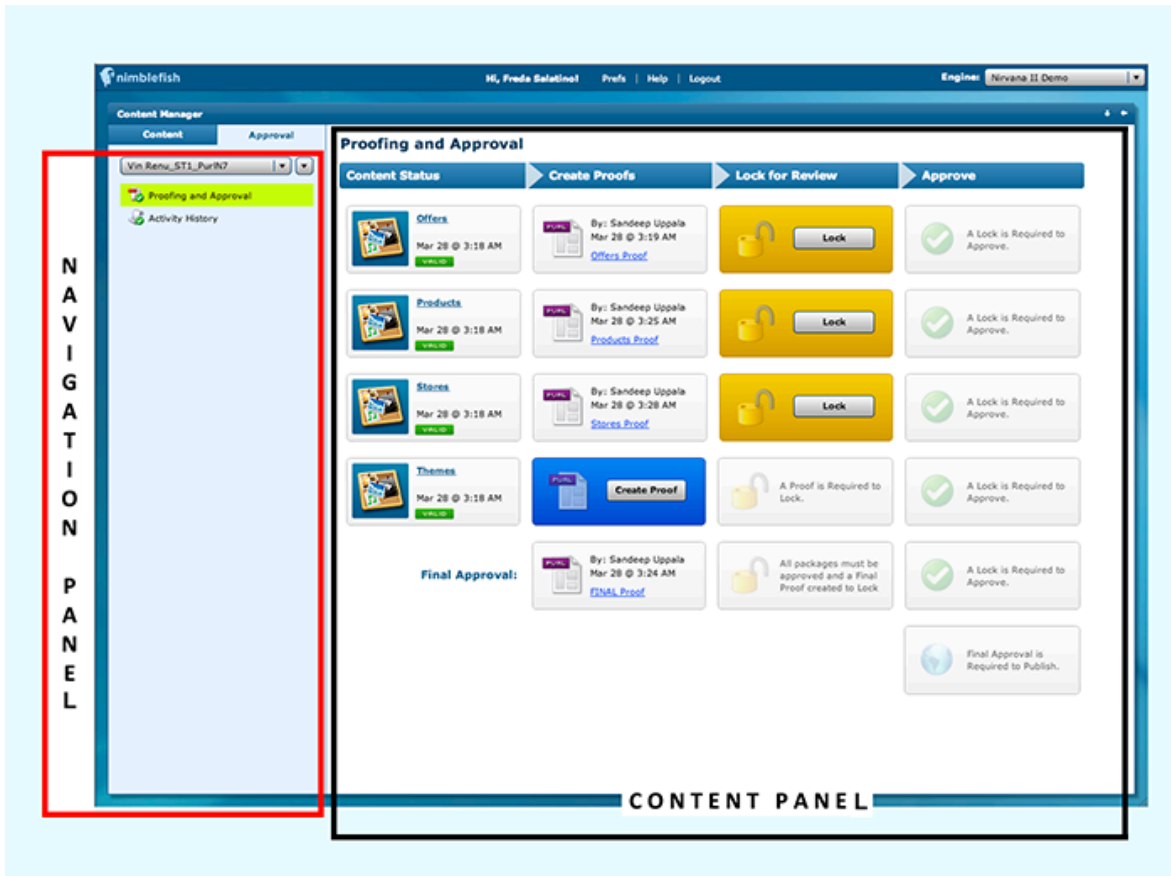 nimblefish
Hi, Freda Salatino! Prefs | Help | Logout
Engine: Nirvana II Demo
Content Manager
Content Approval
Vin Renu_ST1_PurlN7
Proofing and Approval
Activity History
NAVIGATION PANEL
Proofing and Approval
Content Status Create Proofs Lock for Review Approve
Offers
Mar 28 @ 3:18 AM
VALID
PURL
By: Sandeep Uppala
Mar 28 @ 3:19 AM
Offers Proof
Lock
A Lock is Required to
Approve.
Products
Mar 28 @ 3:18 AM
VALID
PURL
By: Sandeep Uppala
Mar 28 @ 3:25 AM
Products Proof
Lock
A Lock is Required to
Approve.
Stores
Mar 28 @ 3:18 AM
VALID
PURL
By: Sandeep Uppala
Mar 28 @ 3:28 AM
Stores Proof
Lock
A Lock is Required to
Approve.
Themes
Mar 28 @ 3:18 AM
VALID
PURL
Create Proof
A Proof is Required to
Lock.
A Lock is Required to
Approve.
Final Approval:
PURL
By: Sandeep Uppala
Mar 28 @ 3:24 AM
FINAL Proof
All packages must be
approved and a Final
Proof created to Lock
A Lock is Required to
Approve.
Final Approval is
Required to Publish.
CONTENT PANEL